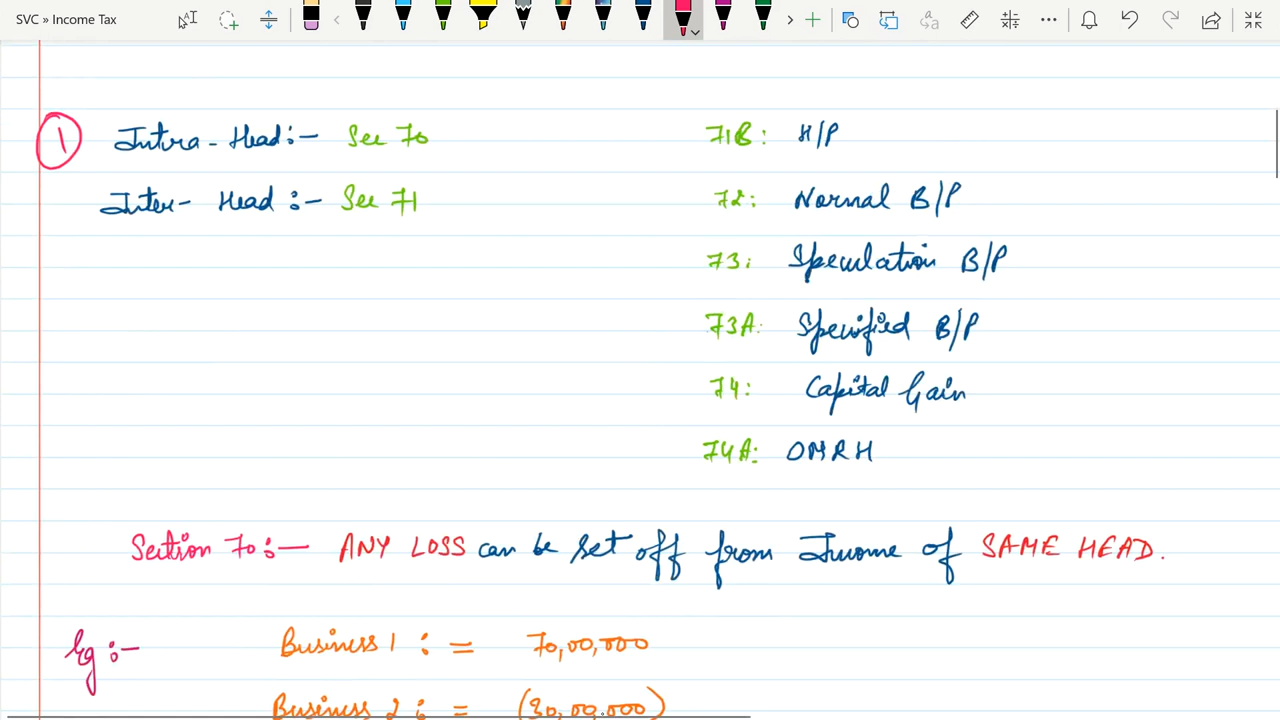 SVC » Income Tax
1 Intra-Head :- Sec 70
Inter-Head :- Sec 71
71B: H/P
72: Normal B/P
73: Speculation B/P
73A: Specified B/P
74: Capital Gain
74A: OMRH
Section 70 :- ANY LOSS can be set off from Income of SAME HEAD.
Eg :- Business 1 : = 70,00,000
Business 2 : = (30,00,000)